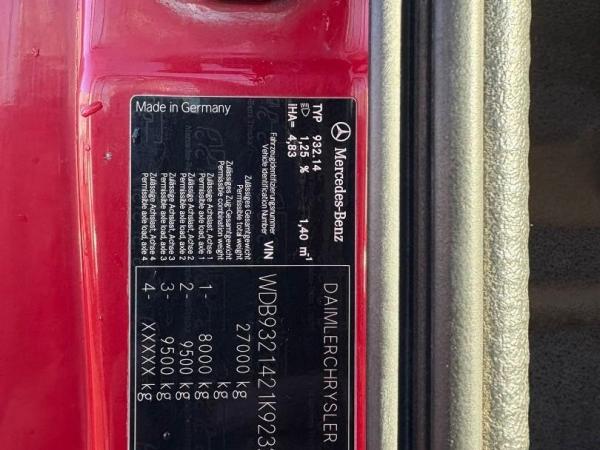 Mercedes-Benz
DAIMLERCHRYSLER
TYP 932.14
1,25 % 1,40 m⁻¹
IHA= 4,83
Fahrzeugidentifizierungsnummer
Vehicle Identification Number VIN
WDB9321421K923
Zulässiges Gesamtgewicht
Permissible total weight
27000 kg
Zulässiges Zug-Gesamtgewicht
Permissible combination weight
kg
Zulässige Achslast, Achse 1
Permissible axle load, axle 1
1- 8000 kg
Zulässige Achslast, Achse 2
Permissible axle load, axle 2
2- 9500 kg
Zulässige Achslast, Achse 3
Permissible axle load, axle 3
3- 9500 kg
Zulässige Achslast, Achse 4
Permissible axle load, axle 4
4- XXXXX kg
Made in Germany